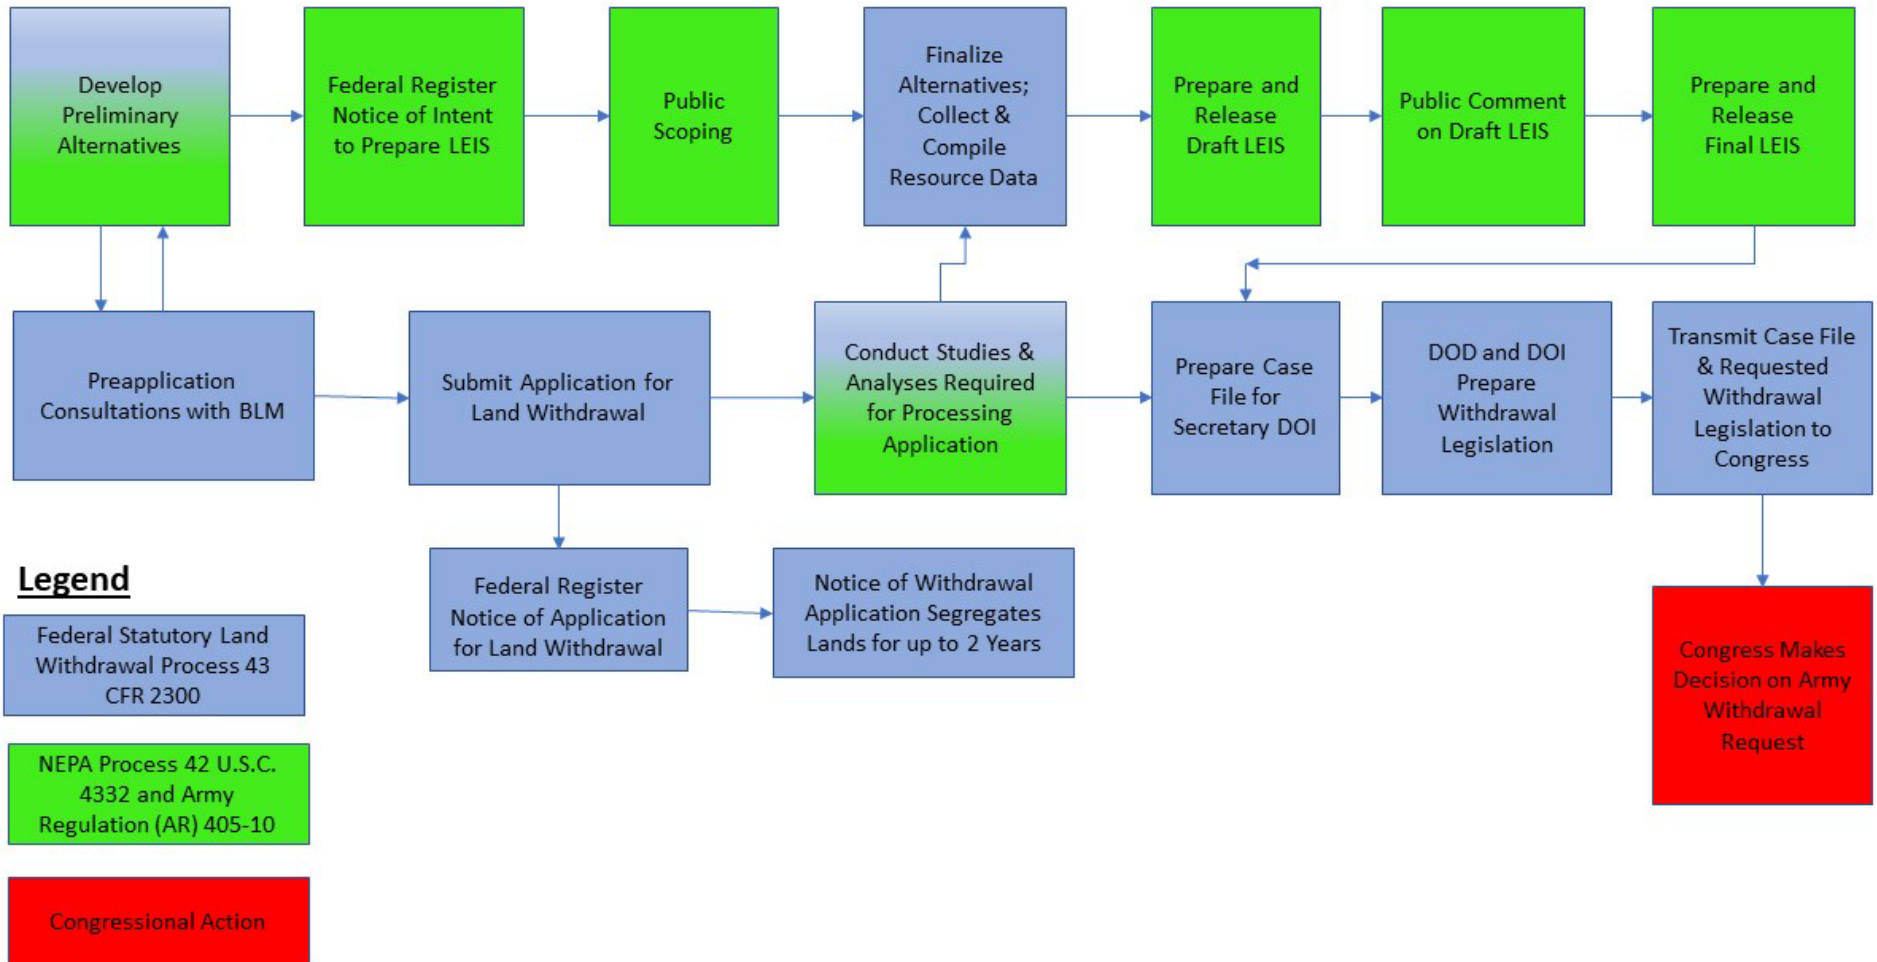 Develop
Preliminary
Alternatives
Federal Register
Notice of Intent
to Prepare LEIS
Public
Scoping
Finalize
Alternatives;
Collect &
Compile
Resource Data
Prepare and
Release
Draft LEIS
Public Comment
on Draft LEIS
Prepare and
Release
Final LEIS
Preapplication
Consultations with BLM
Submit Application for
Land Withdrawal
Conduct Studies &
Analyses Required
for Processing
Application
Prepare Case
File for
Secretary DOI
DOD and DOI
Prepare
Withdrawal
Legislation
Transmit Case File
& Requested
Withdrawal
Legislation to
Congress
Federal Register
Notice of Application
for Land Withdrawal
Notice of Withdrawal
Application Segregates
Lands for up to 2 Years
Congress Makes
Decision on Army
Withdrawal
Request
Legend
Federal Statutory Land
Withdrawal Process 43
CFR 2300
NEPA Process 42 U.S.C.
4332 and Army
Regulation (AR) 405-10
Congressional Action